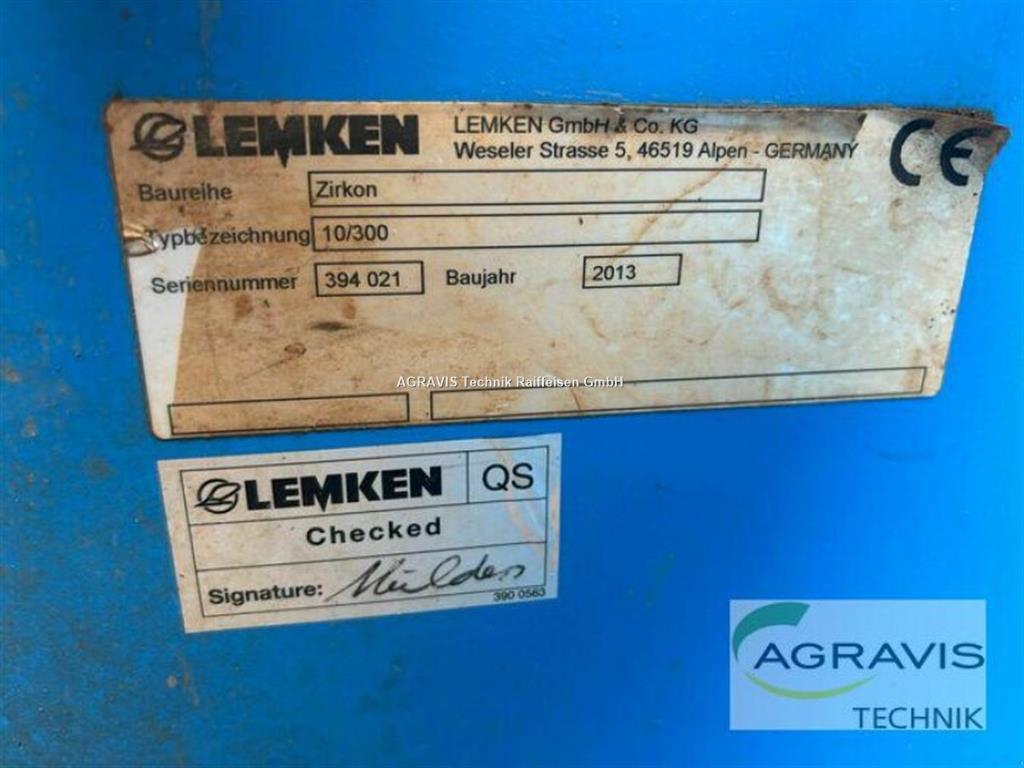 LEMKEN
LEMKEN GmbH & Co. KG
Weseler Strasse 5, 46519 Alpen - GERMANY
CE
Baureihe Zirkon
Typbezeichnung 10/300
Seriennummer 394 021 Baujahr 2013
AGRAVIS Technik Raiffeisen GmbH
LEMKEN QS
Checked
Signature: Mülders
390 0563
AGRAVIS
TECHNIK